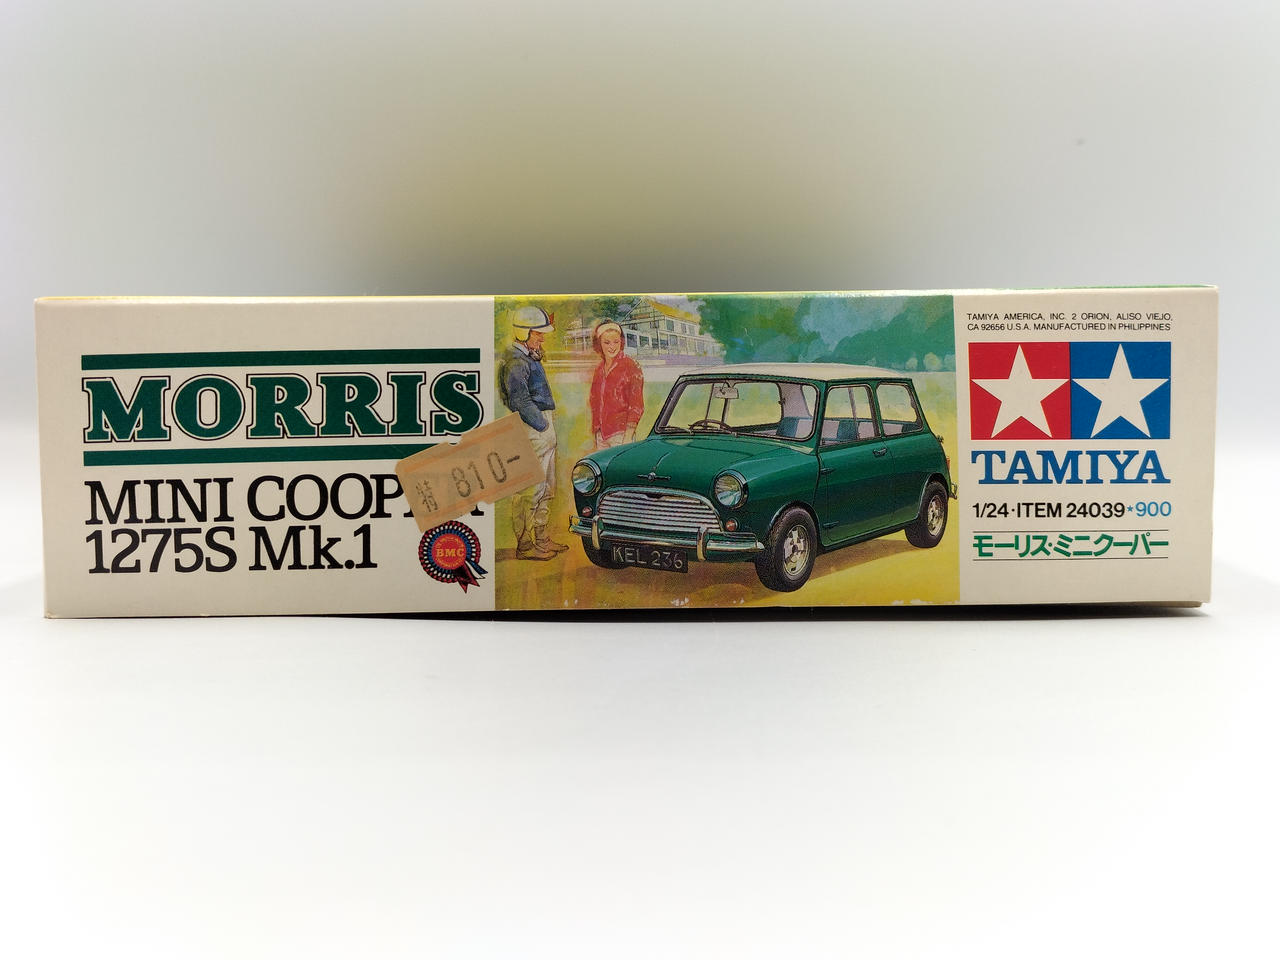 MORRIS
MINI COOP
1275S Mk.1
特 810-
BMC
KEL 236
TAMIYA AMERICA, INC. 2 ORION, ALISO VIEJO,
CA 92656 U.S.A. MANUFACTURED IN PHILIPPINES
TAMIYA
1/24·ITEM 24039★900
モーリス・ミニクーパー